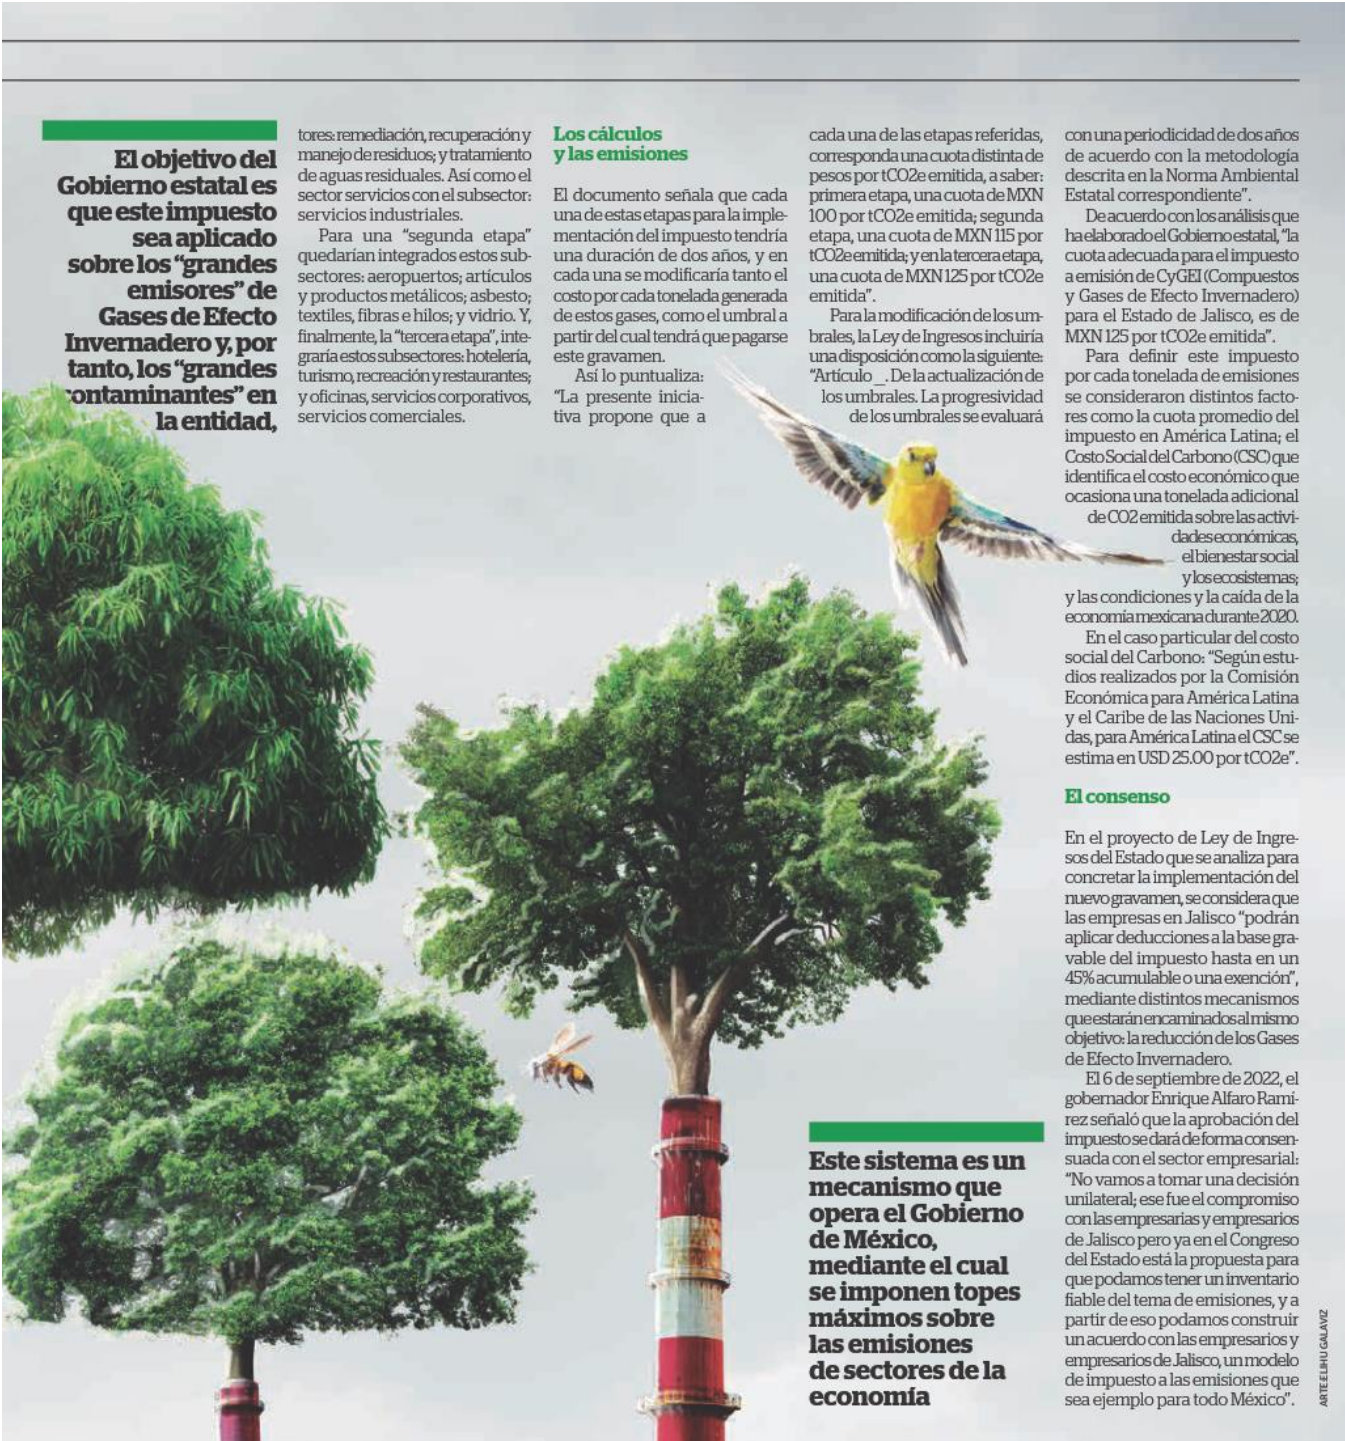 El objetivo del
Gobierno estatal es
que este impuesto
sea aplicado
sobre los “grandes
emisores” de
Gases de Efecto
Invernadero y, por
tanto, los “grandes
contaminantes” en
la entidad,
tores: remediación, recuperación y
manejo de residuos; y tratamiento
de aguas residuales. Así como el
sector servicios con el subsector:
servicios industriales.
Para una “segunda etapa”
quedarían integrados estos sub-
sectores: aeropuertos; artículos
y productos metálicos; asbesto;
textiles, fibras e hilos; y vidrio. Y,
finalmente, la “tercera etapa”, inte-
graría estos subsectores: hotelería,
turismo, recreación y restaurantes;
y oficinas, servicios corporativos,
servicios comerciales.
Los cálculos
y las emisiones
El documento señala que cada
una de estas etapas para la imple-
mentación del impuesto tendría
una duración de dos años, y en
cada una se modificaría tanto el
costo por cada tonelada generada
de estos gases, como el umbral a
partir del cual tendrá que pagarse
este gravamen.
Así lo puntualiza:
“La presente inicia-
tiva propone que a
cada una de las etapas referidas,
corresponda una cuota distinta de
pesos por tCO2e emitida, a saber:
primera etapa, una cuota de MXN
100 por tCO2e emitida; segunda
etapa, una cuota de MXN 115 por
tCO2e emitida; y en la tercera etapa,
una cuota de MXN 125 por tCO2e
emitida”.
Para la modificación de los um-
brales, la Ley de Ingresos incluiría
una disposición como la siguiente:
“Artículo _. De la actualización de
los umbrales. La progresividad
de los umbrales se evaluará
con una periodicidad de dos años
de acuerdo con la metodología
descrita en la Norma Ambiental
Estatal correspondiente”.
De acuerdo con los análisis que
ha elaborado el Gobierno estatal, “la
cuota adecuada para el impuesto
a emisión de CyGEI (Compuestos
y Gases de Efecto Invernadero)
para el Estado de Jalisco, es de
MXN 125 por tCO2e emitida”.
Para definir este impuesto
por cada tonelada de emisiones
se consideraron distintos facto-
res como la cuota promedio del
impuesto en América Latina; el
Costo Social del Carbono (CSC) que
identifica el costo económico que
ocasiona una tonelada adicional
de CO2 emitida sobre las activi-
dades económicas,
el bienestar social
y los ecosistemas;
y las condiciones y la caída de la
economía mexicana durante 2020.
En el caso particular del costo
social del Carbono: “Según estu-
dios realizados por la Comisión
Económica para América Latina
y el Caribe de las Naciones Uni-
das, para América Latina el CSC se
estima en USD 25.00 por tCO2e”.
El consenso
En el proyecto de Ley de Ingre-
sos del Estado que se analiza para
concretar la implementación del
nuevo gravamen, se considera que
las empresas en Jalisco “podrán
aplicar deducciones a la base gra-
vable del impuesto hasta en un
45% acumulable o una exención”,
mediante distintos mecanismos
que estarán encaminados al mismo
objetivo: la reducción de los Gases
de Efecto Invernadero.
El 6 de septiembre de 2022, el
gobernador Enrique Alfaro Ramí-
rez señaló que la aprobación del
impuesto se dará de forma consen-
suada con el sector empresarial:
“No vamos a tomar una decisión
unilateral; ese fue el compromiso
con las empresarias y empresarios
de Jalisco pero ya en el Congreso
del Estado está la propuesta para
que podamos tener un inventario
fiable del tema de emisiones, y a
partir de eso podamos construir
un acuerdo con las empresarios y
empresarios de Jalisco, un modelo
de impuesto a las emisiones que
sea ejemplo para todo México”.
Este sistema es un
mecanismo que
opera el Gobierno
de México,
mediante el cual
se imponen topes
máximos sobre
las emisiones
de sectores de la
economía
ARTE: ELIHU GALAVIZ